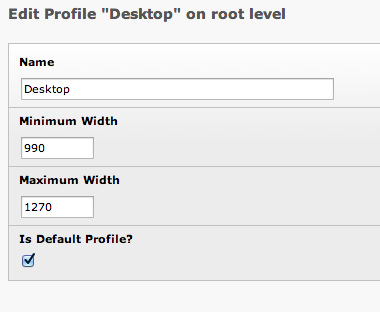 Edit Profile "Desktop" on root level
Name
Desktop
Minimum Width
990
Maximum Width
1270
Is Default Profile?